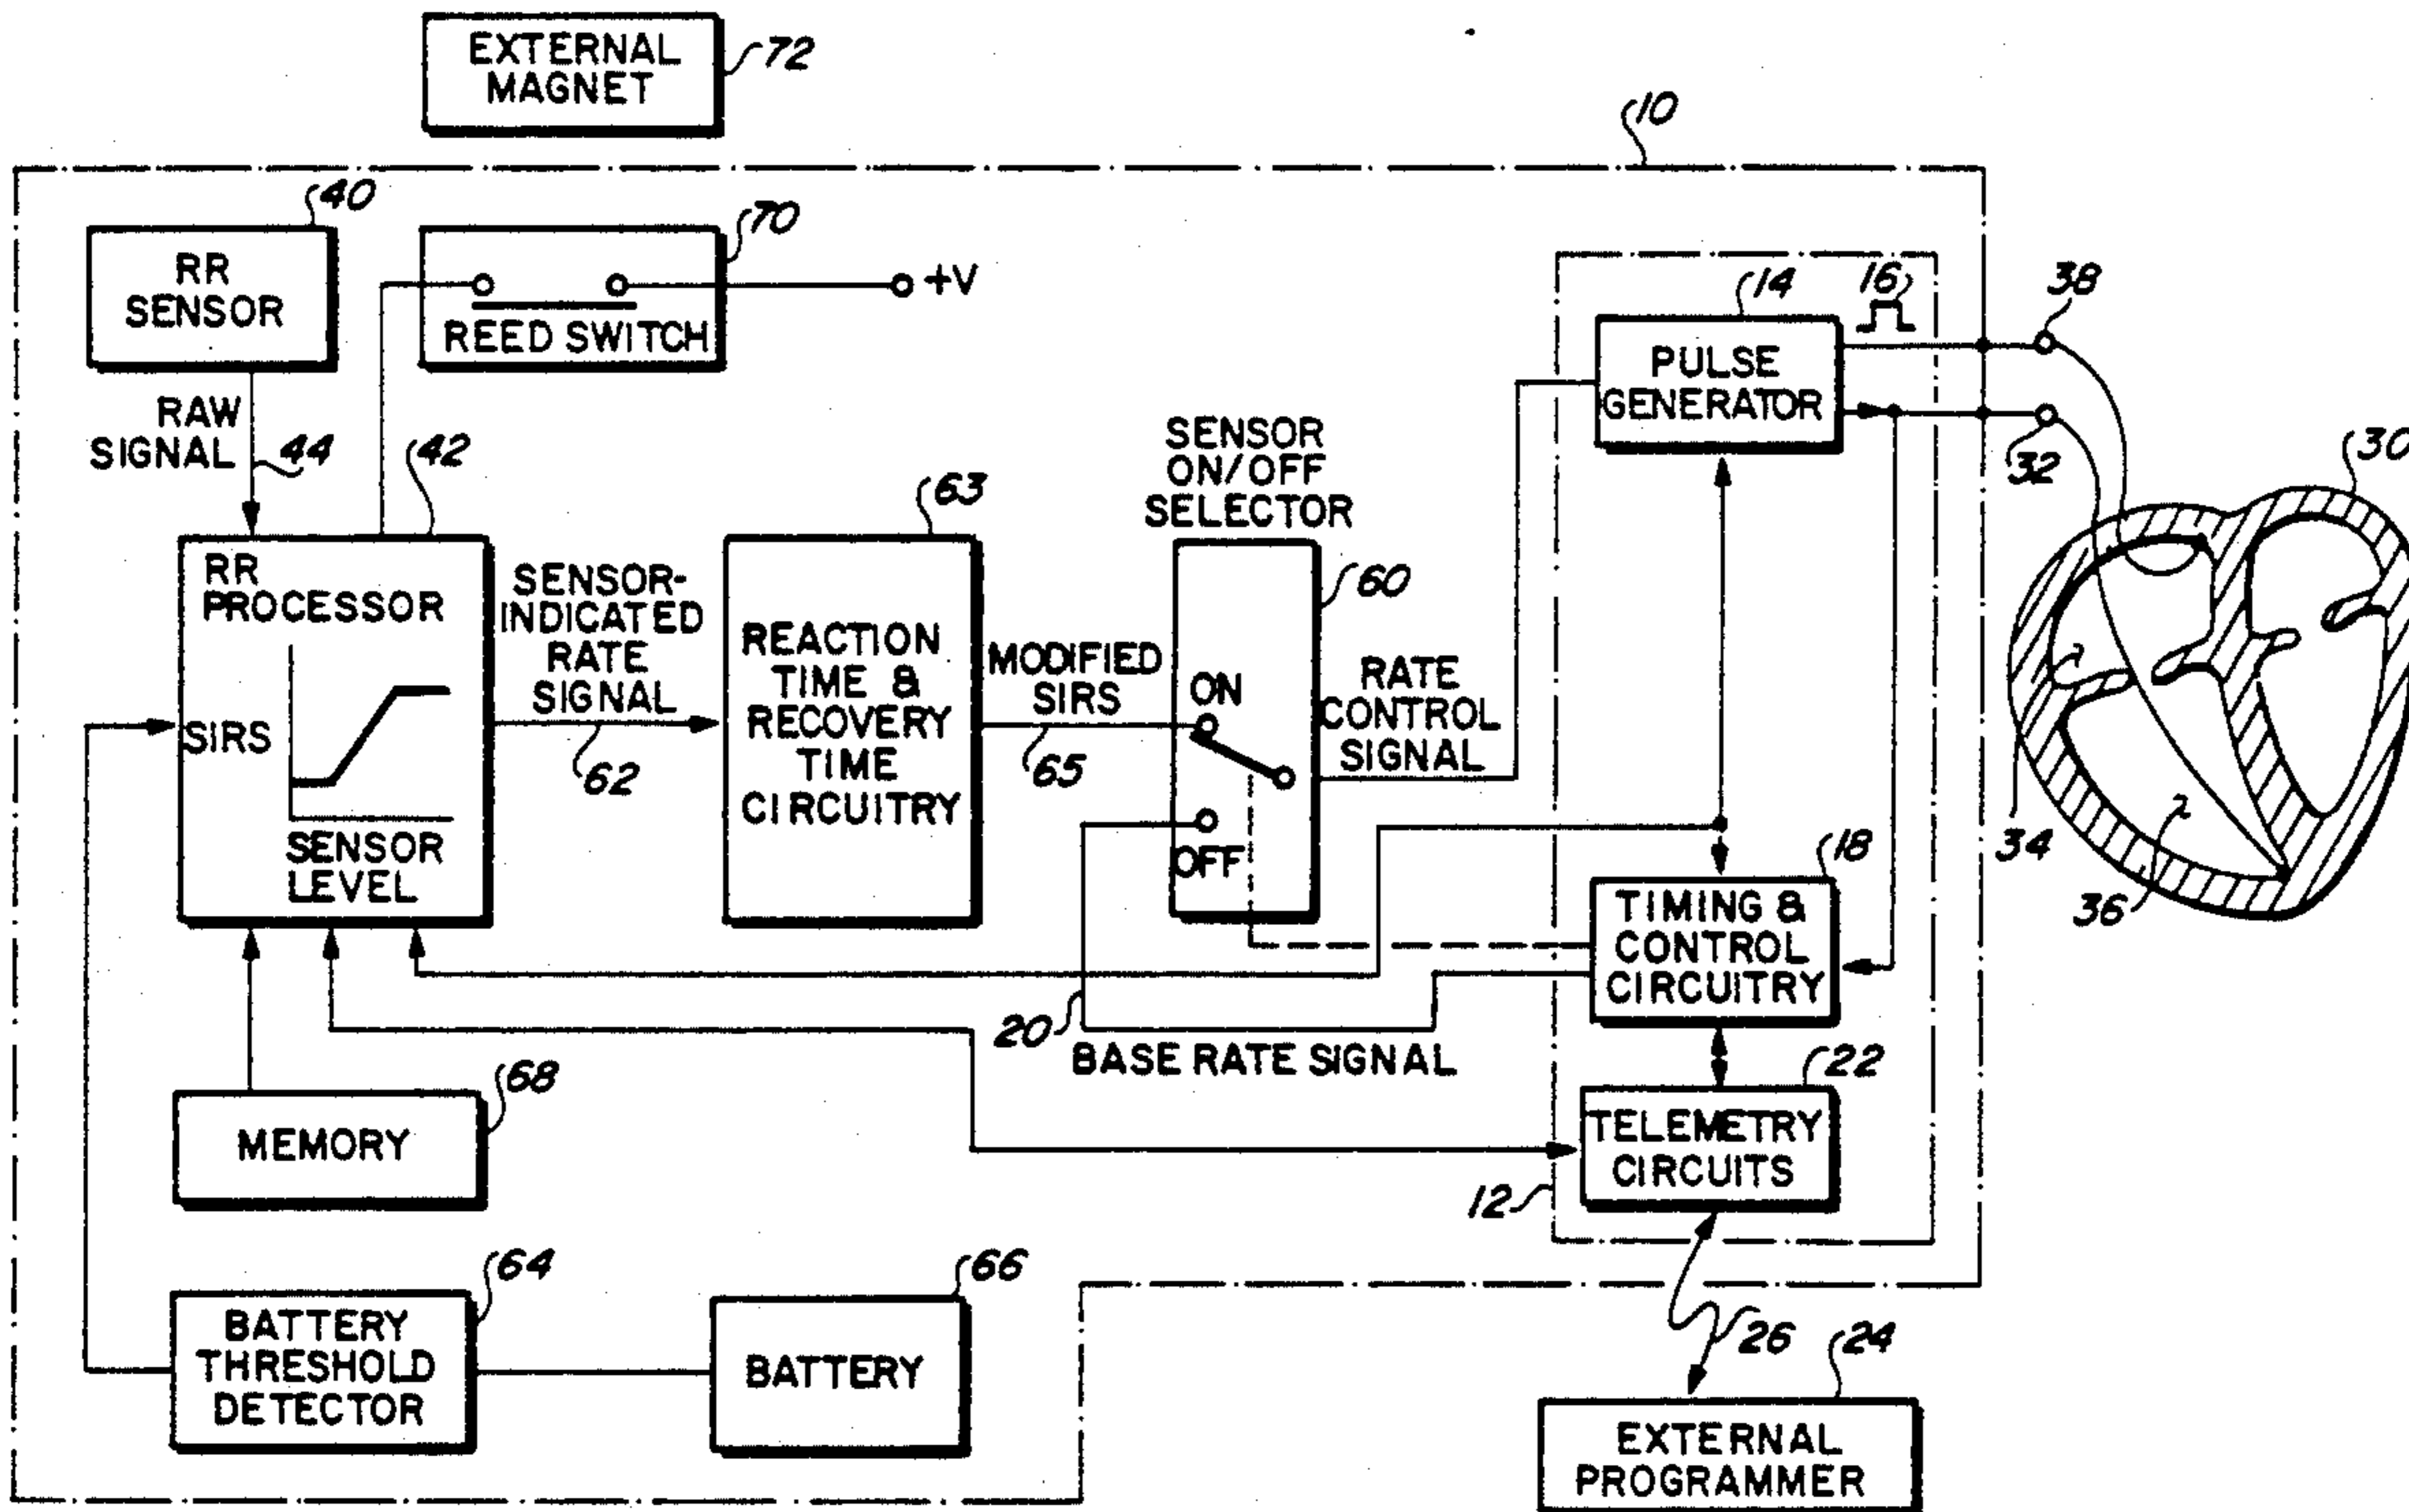 EXTERNAL
MAGNET
72
10
40
RR
SENSOR
70
+V
REED SWITCH
14
16
PULSE
GENERATOR
38
32
30
RAW
SIGNAL
44
42
RR
PROCESSOR
SIRS
SENSOR
LEVEL
SENSOR-
INDICATED
RATE
SIGNAL
62
63
REACTION
TIME &
RECOVERY
TIME
CIRCUITRY
MODIFIED
SIRS
65
SENSOR
ON/OFF
SELECTOR
60
ON
OFF
RATE
CONTROL
SIGNAL
18
TIMING &
CONTROL
CIRCUITRY
34
36
20
BASE RATE SIGNAL
22
TELEMETRY
CIRCUITS
12
68
MEMORY
64
BATTERY
THRESHOLD
DETECTOR
66
BATTERY
26
24
EXTERNAL
PROGRAMMER